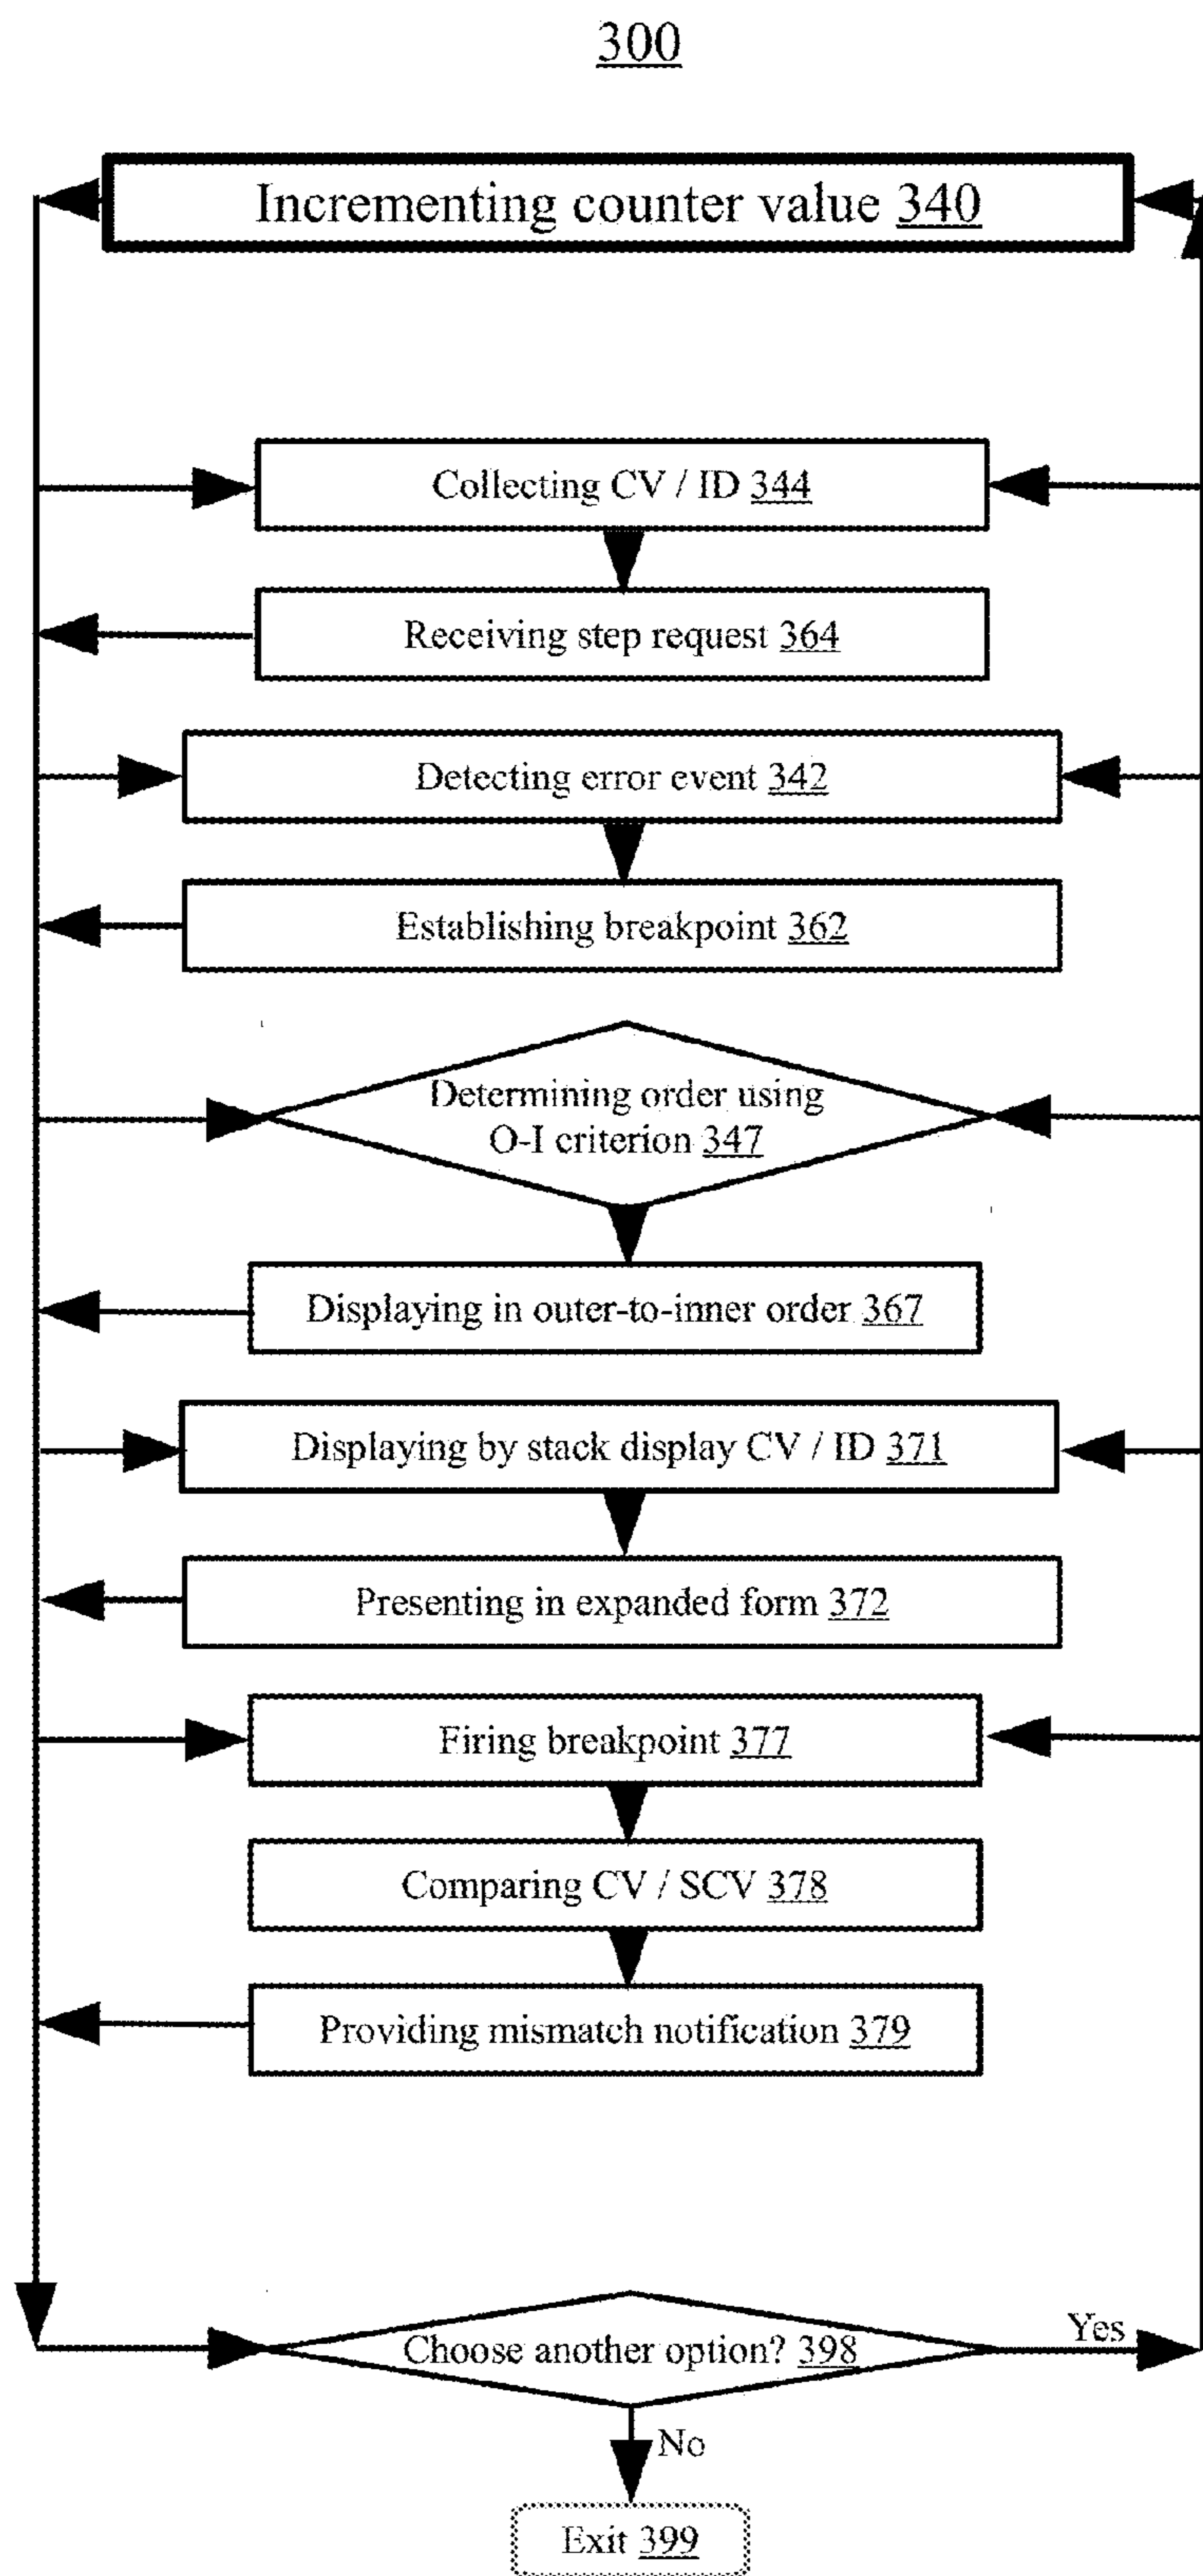 300
Incrementing counter value 340
Collecting CV / ID 344
Receiving step request 364
Detecting error event 342
Establishing breakpoint 362
Determining order using
O-I criterion 347
Displaying in outer-to-inner order 367
Displaying by stack display CV / ID 371
Presenting in expanded form 372
Firing breakpoint 377
Comparing CV / SCV 378
Providing mismatch notification 379
Choose another option? 398
Yes
No
Exit 399